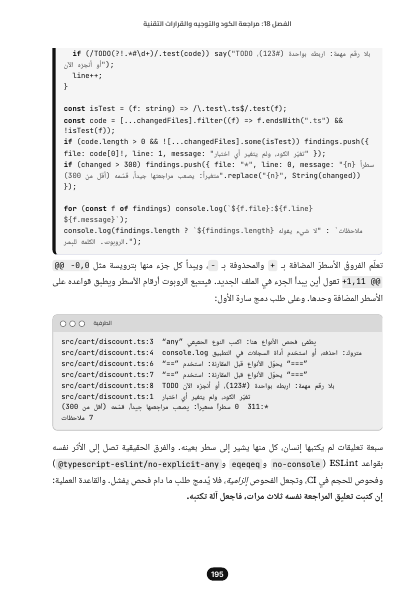 الفصل 18: مراجعة الكود والتوجيه والقرارات التقنية
if (/TODO(?!.*#\d+)/.test(code)) say("TODO بلا رقم مهمة: اربطه بواحدة (#123)،
أو أنجزه الآن");
line++;
}
const isTest = (f: string) => /\.test\.ts$/.test(f);
const code = [...changedFiles].filter((f) => f.endsWith(".ts") &&
!isTest(f));
if (code.length > 0 && ![...changedFiles].some(isTest)) findings.push({
file: code[0]!, line: 1, message: "تغيّر الكود، ولم يتغير أي اختبار" });
if (changed > 300) findings.push({ file: "*", line: 0, message: "{n} سطراً
متغيراً: يصعب مراجعتها جيداً، قسّمه (أقل من 300)".replace("{n}", String(changed))
});
for (const f of findings) console.log(`${f.file}:${f.line}
${f.message}`);
console.log(findings.length ? `${findings.length} ملاحظات` : "لا شيء يقوله
الروبوت. الكلمة للبشر.");
تعلّم الفروق الأسطرَ المضافة بـ + والمحذوفة بـ -، ويبدأ كل جزء منها بترويسة مثل @@ -0,0
+1,11 @@ تقول أين يبدأ الجزء في الملف الجديد. فيتتبع الروبوت أرقام الأسطر ويطبق قواعده على
الأسطر المضافة وحدها. وعلى طلب دمج سارة الأول:
الطرفية
src/cart/discount.ts:3 "any" يطفئ فحص الأنواع هنا: اكتب النوع الحقيقي
src/cart/discount.ts:4 console.log متروك: احذفه، أو استخدم أداة السجلات في التطبيق
src/cart/discount.ts:6 "==" يحوّل الأنواع قبل المقارنة: استخدم "==="
src/cart/discount.ts:7 "==" يحوّل الأنواع قبل المقارنة: استخدم "==="
src/cart/discount.ts:8 TODO بلا رقم مهمة: اربطه بواحدة (#123)، أو أنجزه الآن
src/cart/discount.ts:1 تغيّر الكود، ولم يتغير أي اختبار
*:0 311 سطراً متغيراً: يصعب مراجعتها جيداً، قسّمه (أقل من 300)
7 ملاحظات
سبعة تعليقات لم يكتبها إنسان، كل منها يشير إلى سطر بعينه. والفرق الحقيقية تصل إلى الأثر نفسه
بقواعد ESLint (no-console و eqeqeq و @typescript-eslint/no-explicit-any)
وفحوص للحجم في CI، وتجعل الفحوص إلزامية، فلا يُدمج طلب ما دام فحص يفشل. والقاعدة العملية:
إن كتبت تعليق المراجعة نفسه ثلاث مرات، فاجعل آلة تكتبه.
195